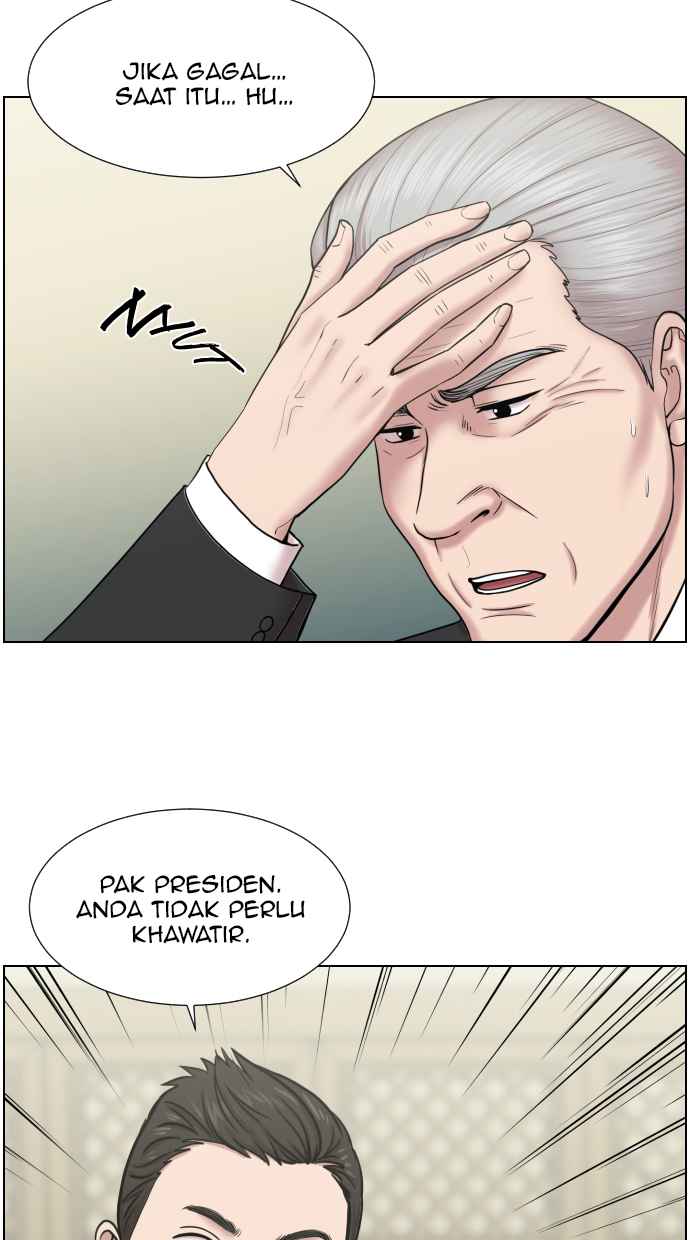 JIKA GAGAL...
SAAT ITU... HU...
NYUT
PAK PRESIDEN.
ANDA TIDAK PERLU
KHAWATIR.